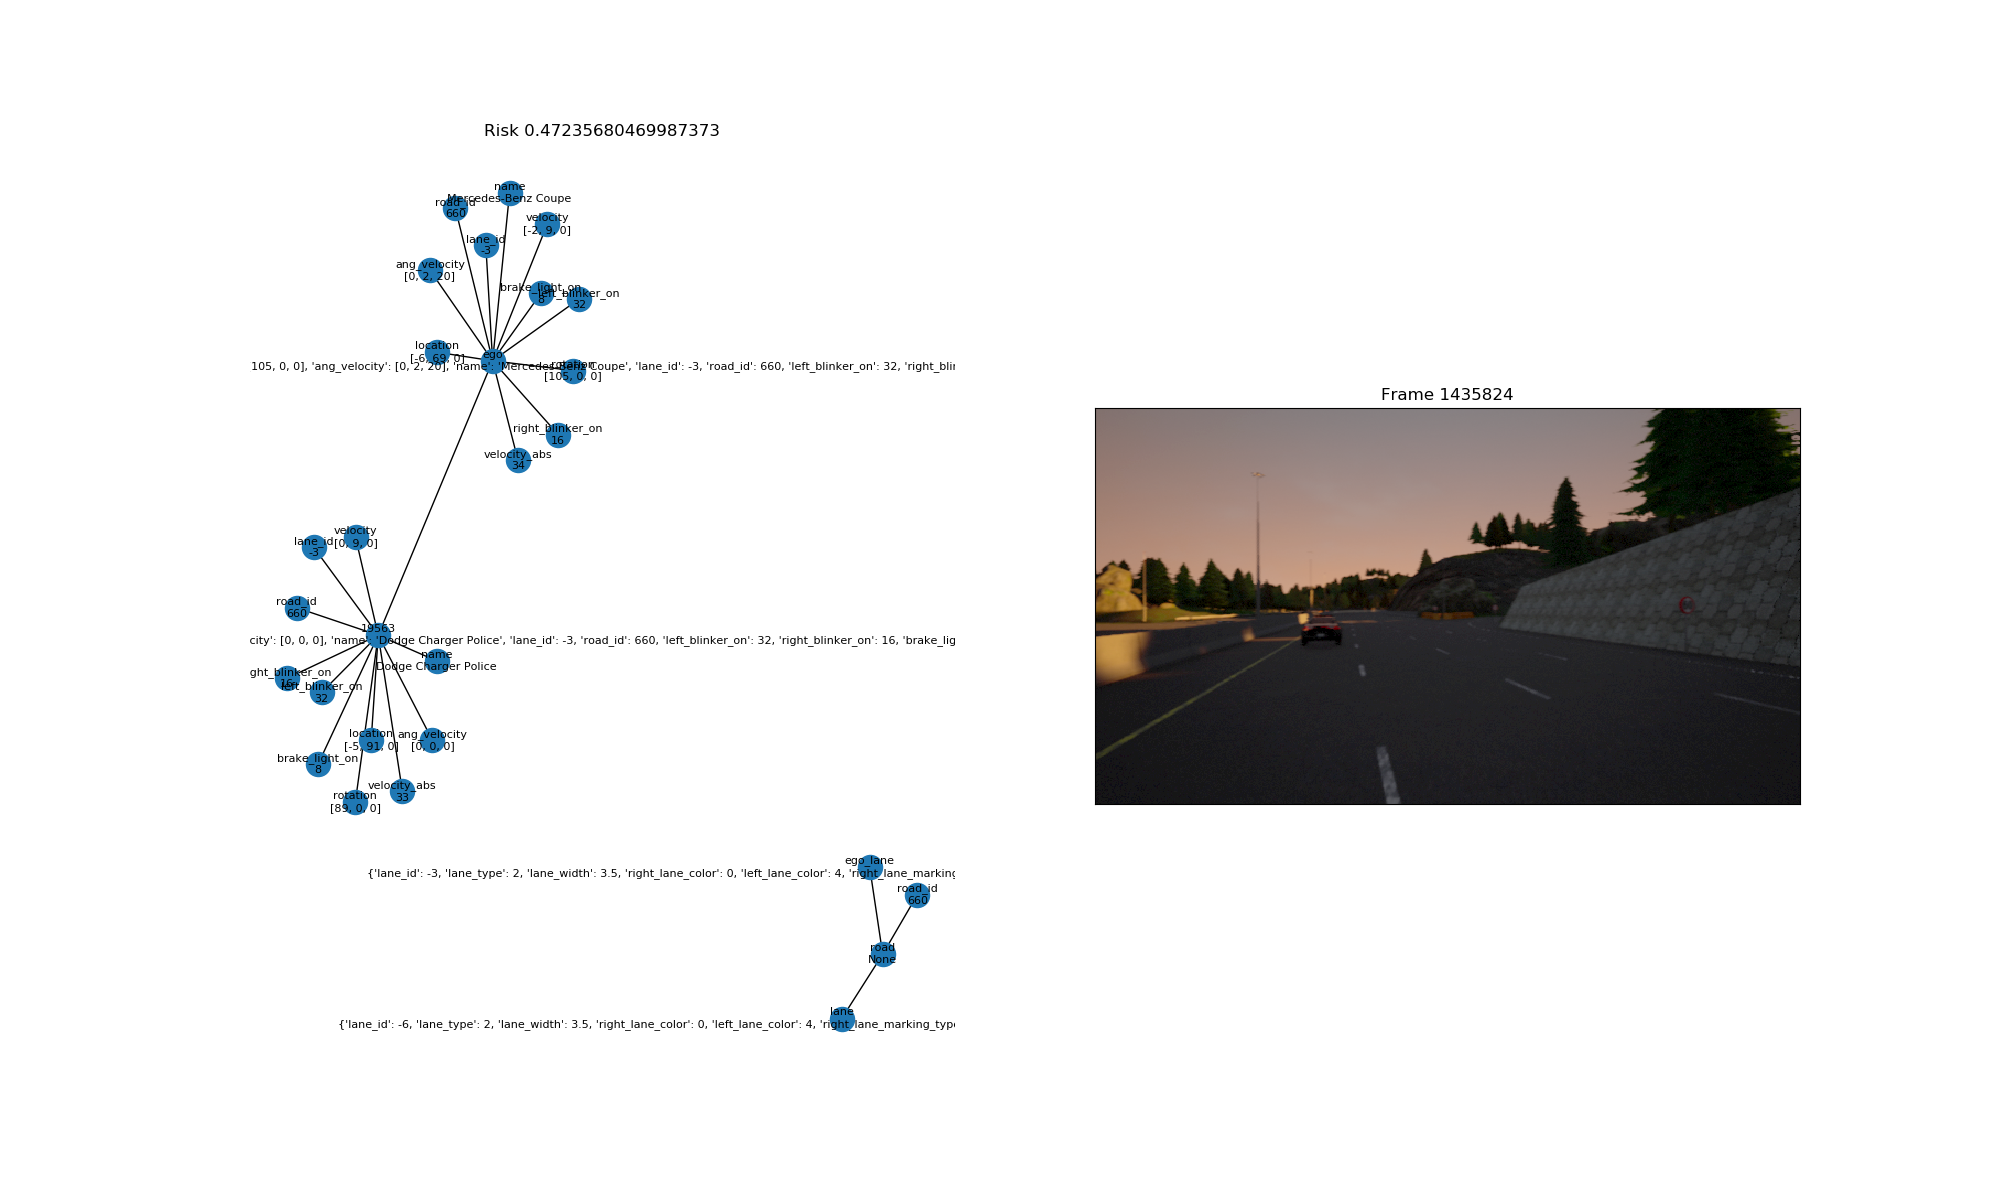 Risk 0.47235680469987373
name
Mercedes-Benz Coupe
road_id
660
velocity
[-2, 9, 0]
lane_id
-3
ang_velocity
[0, 2, 20]
brake_light_on
8
left_blinker_on
32
location
[-6, 69, 0]
ego
105, 0, 0], 'ang_velocity': [0, 2, 20], 'name': 'Mercedes-Benz Coupe', 'lane_id': -3, 'road_id': 660, 'left_blinker_on': 32, 'right_blin
rotation
[105, 0, 0]
right_blinker_on
16
velocity_abs
34
velocity
[0, 9, 0]
lane_id
-3
road_id
660
19563
city': [0, 0, 0], 'name': 'Dodge Charger Police', 'lane_id': -3, 'road_id': 660, 'left_blinker_on': 32, 'right_blinker_on': 16, 'brake_lig
name
Dodge Charger Police
ght_blinker_on
16
left_blinker_on
32
location
[-5, 91, 0]
ang_velocity
[0, 0, 0]
brake_light_on
8
velocity_abs
33
rotation
[89, 0, 0]
ego_lane
{'lane_id': -3, 'lane_type': 2, 'lane_width': 3.5, 'right_lane_color': 0, 'left_lane_color': 4, 'right_lane_marking
road_id
660
road
None
lane
{'lane_id': -6, 'lane_type': 2, 'lane_width': 3.5, 'right_lane_color': 0, 'left_lane_color': 4, 'right_lane_marking_type
Frame 1435824